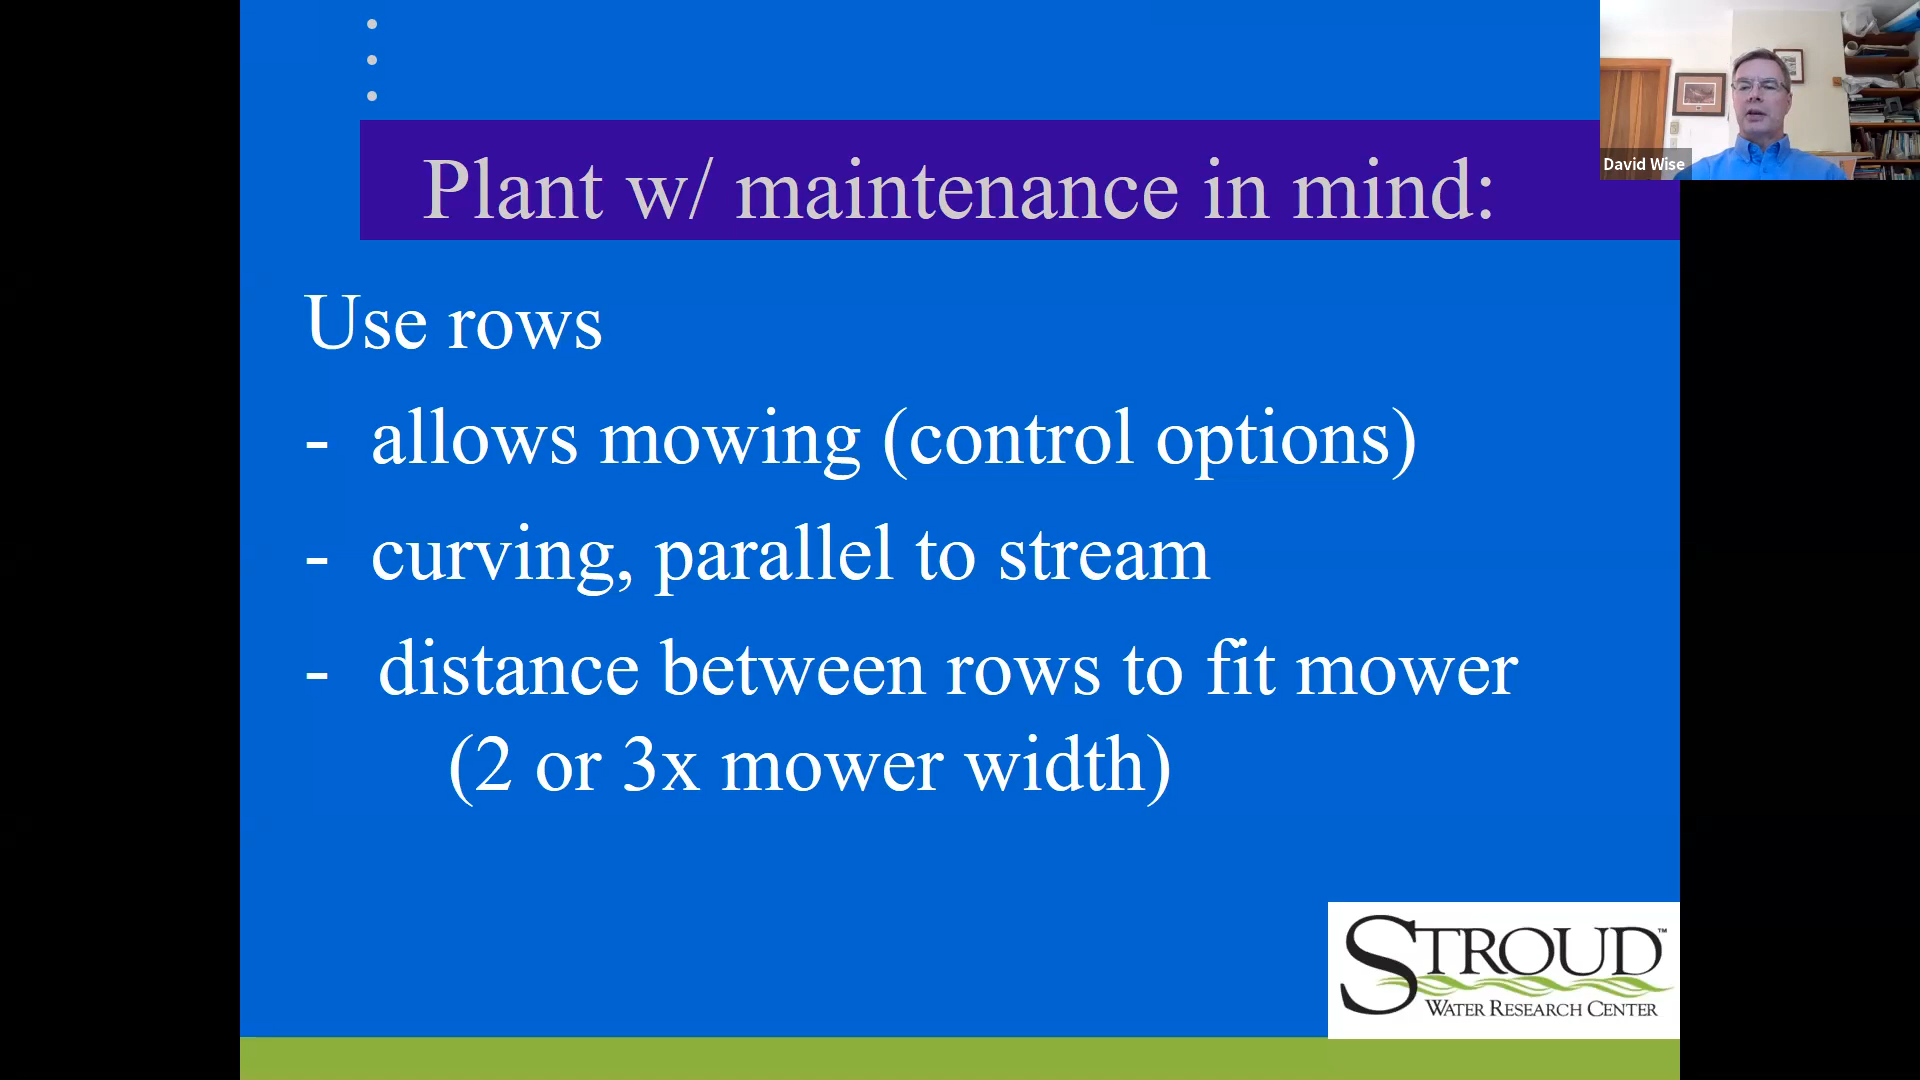 Plant w/ maintenance in mind:
David Wise
Use rows
- allows mowing (control options)
- curving, parallel to stream
- distance between rows to fit mower
(2 or 3x mower width)
STROUD™
WATER RESEARCH CENTER